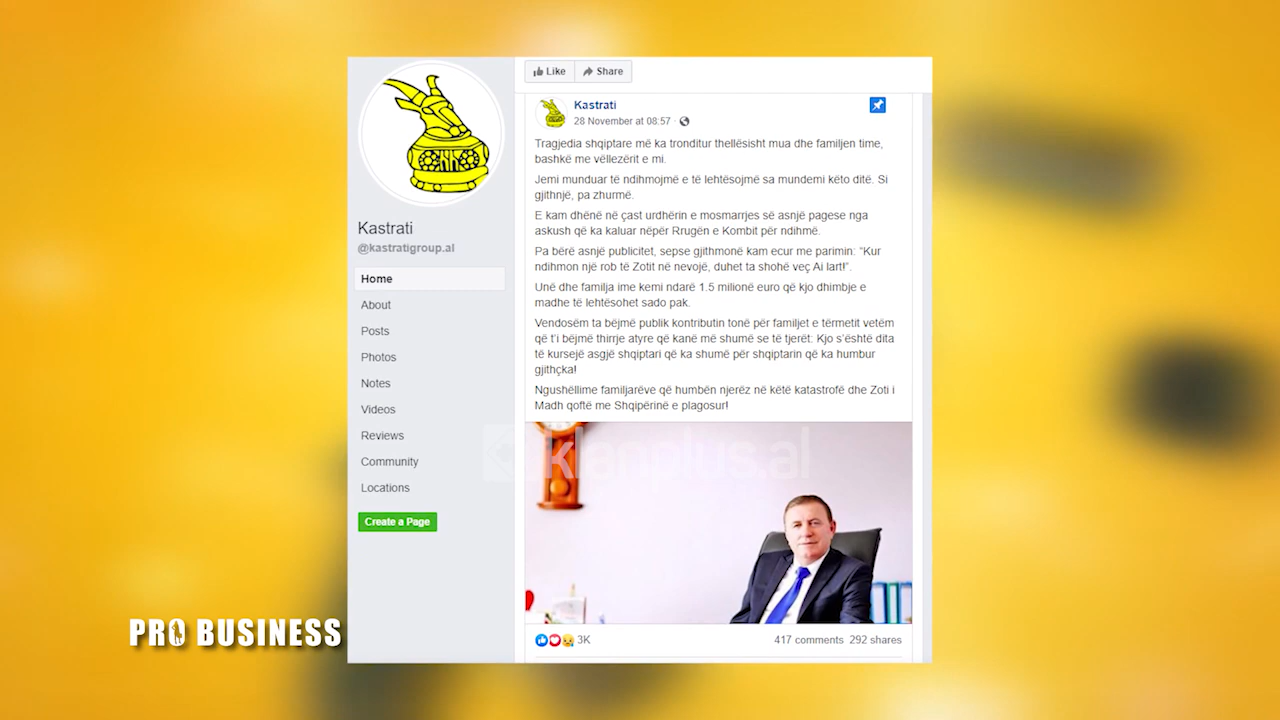 Kastrati
@kastratigroup.al
Home
About
Posts
Photos
Notes
Videos
Reviews
Community
Locations
Create a Page
Like
Share
Kastrati
28 November at 08:57 ·
Tragjedia shqiptare më ka tronditur thellësisht mua dhe familjen time,
bashkë me vëllezërit e mi.
Jemi munduar të ndihmojmë e të lehtësojmë sa mundemi këto ditë. Si
gjithnjë, pa zhurmë.
E kam dhënë në çast urdhërin e mosmarrjes së asnjë pagese nga
askush që ka kaluar nëpër Rrugën e Kombit për ndihmë.
Pa bërë asnjë publicitet, sepse gjithmonë kam ecur me parimin: “Kur
ndihmon një rob të Zotit në nevojë, duhet ta shohë veç Ai lart!”.
Unë dhe familja ime kemi ndarë 1.5 milionë euro që kjo dhimbje e
madhe të lehtësohet sado pak.
Vendosëm ta bëjmë publik kontributin tonë për familjet e tërmetit vetëm
që t’i bëjmë thirrje atyre që kanë më shumë se të tjerët: Kjo s’është dita
të kursejë asgjë shqiptari që ka shumë për shqiptarin që ka humbur
gjithçka!
Ngushëllime familjarëve që humbën njerëz në këtë katastrofë dhe Zoti i
Madh qoftë me Shqipërinë e plagosur!
klanplus.al
3K
417 comments 292 shares
PRO BUSINESS